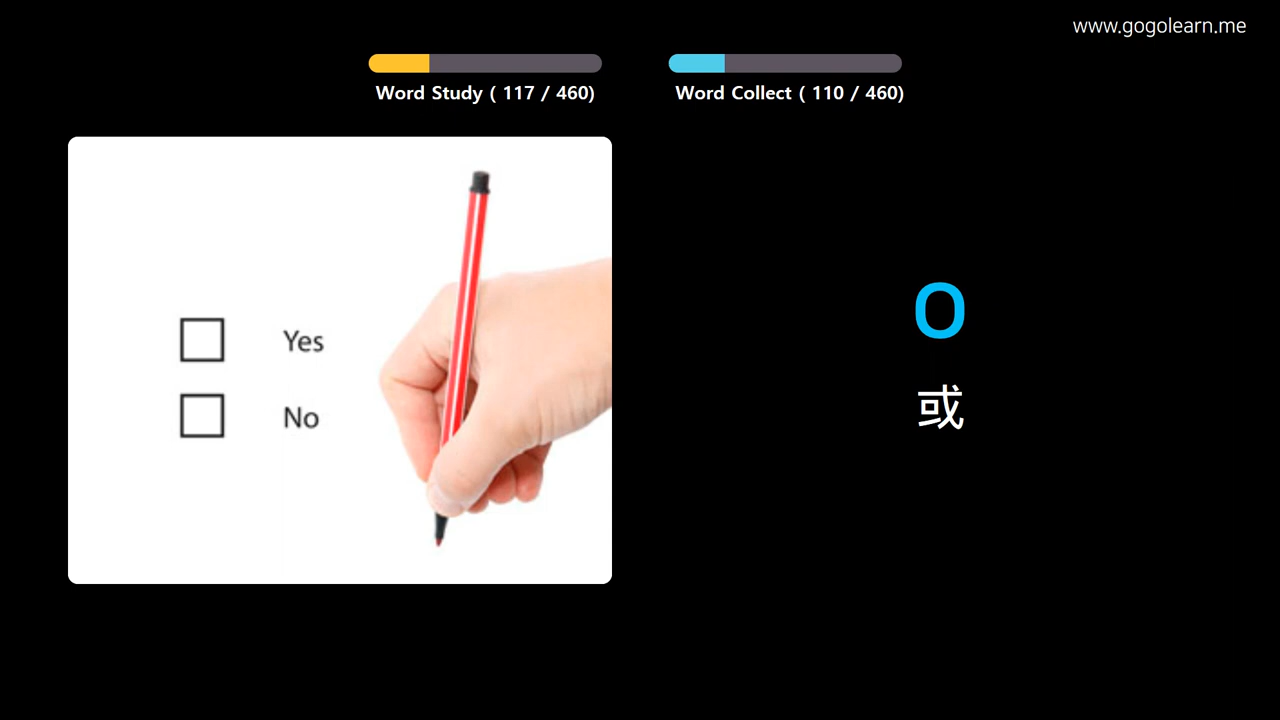 www.gogolearn.me
Word Study ( 117 / 460)
Word Collect ( 110 / 460)
Yes
No
O
或